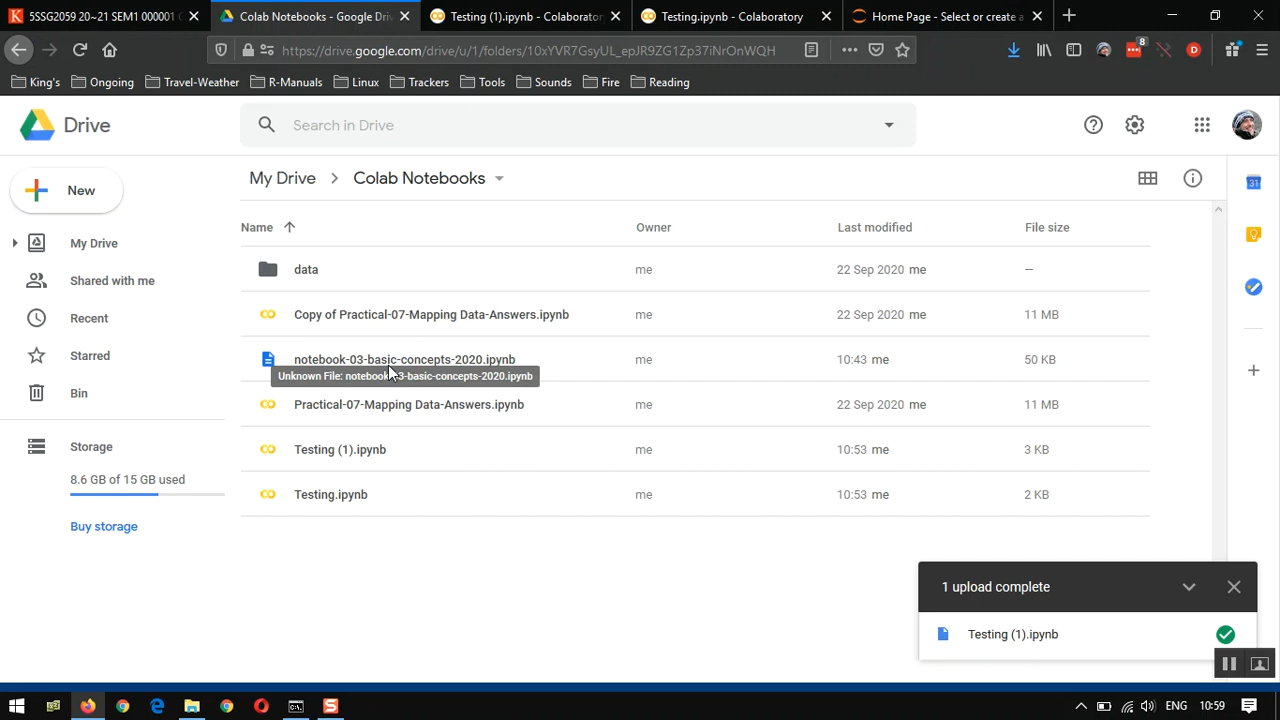 5SSG2059 20~21 SEM1 000001
Colab Notebooks - Google Driv
Testing (1).ipynb - Colaborator
Testing.ipynb - Colaboratory
Home Page - Select or create a
https://drive.google.com/drive/u/1/folders/10xYVR7GsyUL_epJR9ZG1Zp37iNYOnWQH
8
D
King's
Ongoing
Travel-Weather
R-Manuals
Linux
Trackers
Tools
Sounds
Fire
Reading
Drive
Search in Drive
New
My Drive
Shared with me
Recent
Starred
Bin
Storage
8.6 GB of 15 GB used
Buy storage
My Drive > Colab Notebooks
Name
Owner
Last modified
File size
data
me
22 Sep 2020 me
—
Copy of Practical-07-Mapping Data-Answers.ipynb
me
22 Sep 2020 me
11 MB
notebook-03-basic-concepts-2020.ipynb
me
10:43 me
50 KB
Unknown File: notebook-03-basic-concepts-2020.ipynb
Practical-07-Mapping Data-Answers.ipynb
me
22 Sep 2020 me
11 MB
Testing (1).ipynb
me
10:53 me
3 KB
Testing.ipynb
me
10:53 me
2 KB
31
1 upload complete
Testing (1).ipynb
ENG
10:59